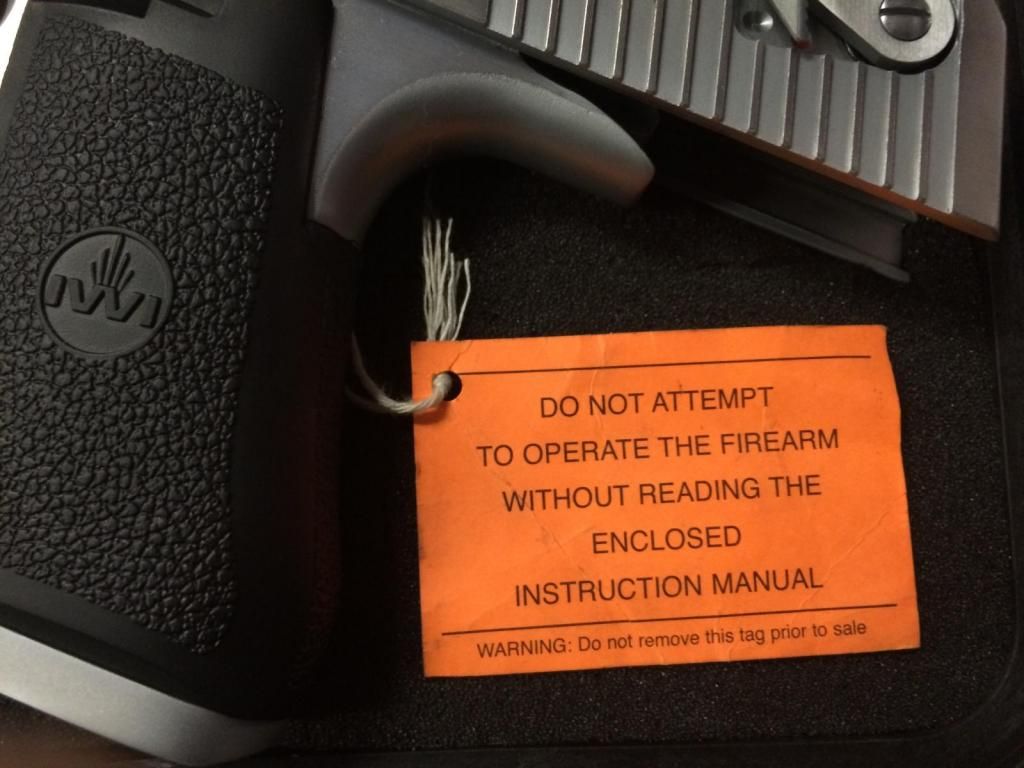 IWI
DO NOT ATTEMPT
TO OPERATE THE FIREARM
WITHOUT READING THE
ENCLOSED
INSTRUCTION MANUAL
WARNING: Do not remove this tag prior to sale